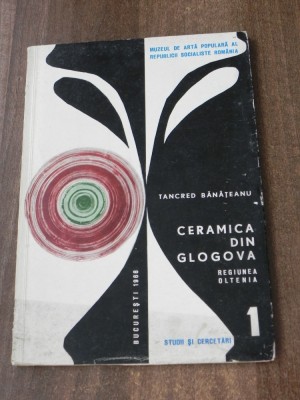 MUZEUL DE ARTĂ POPULARĂ AL
REPUBLICII SOCIALISTE ROMÂNIA
TANCRED BĂNĂȚEANU
CERAMICA
DIN
GLOGOVA
REGIUNEA
OLTENIA
BUCUREȘTI 1966
1
STUDII ȘI CERCETĂRI